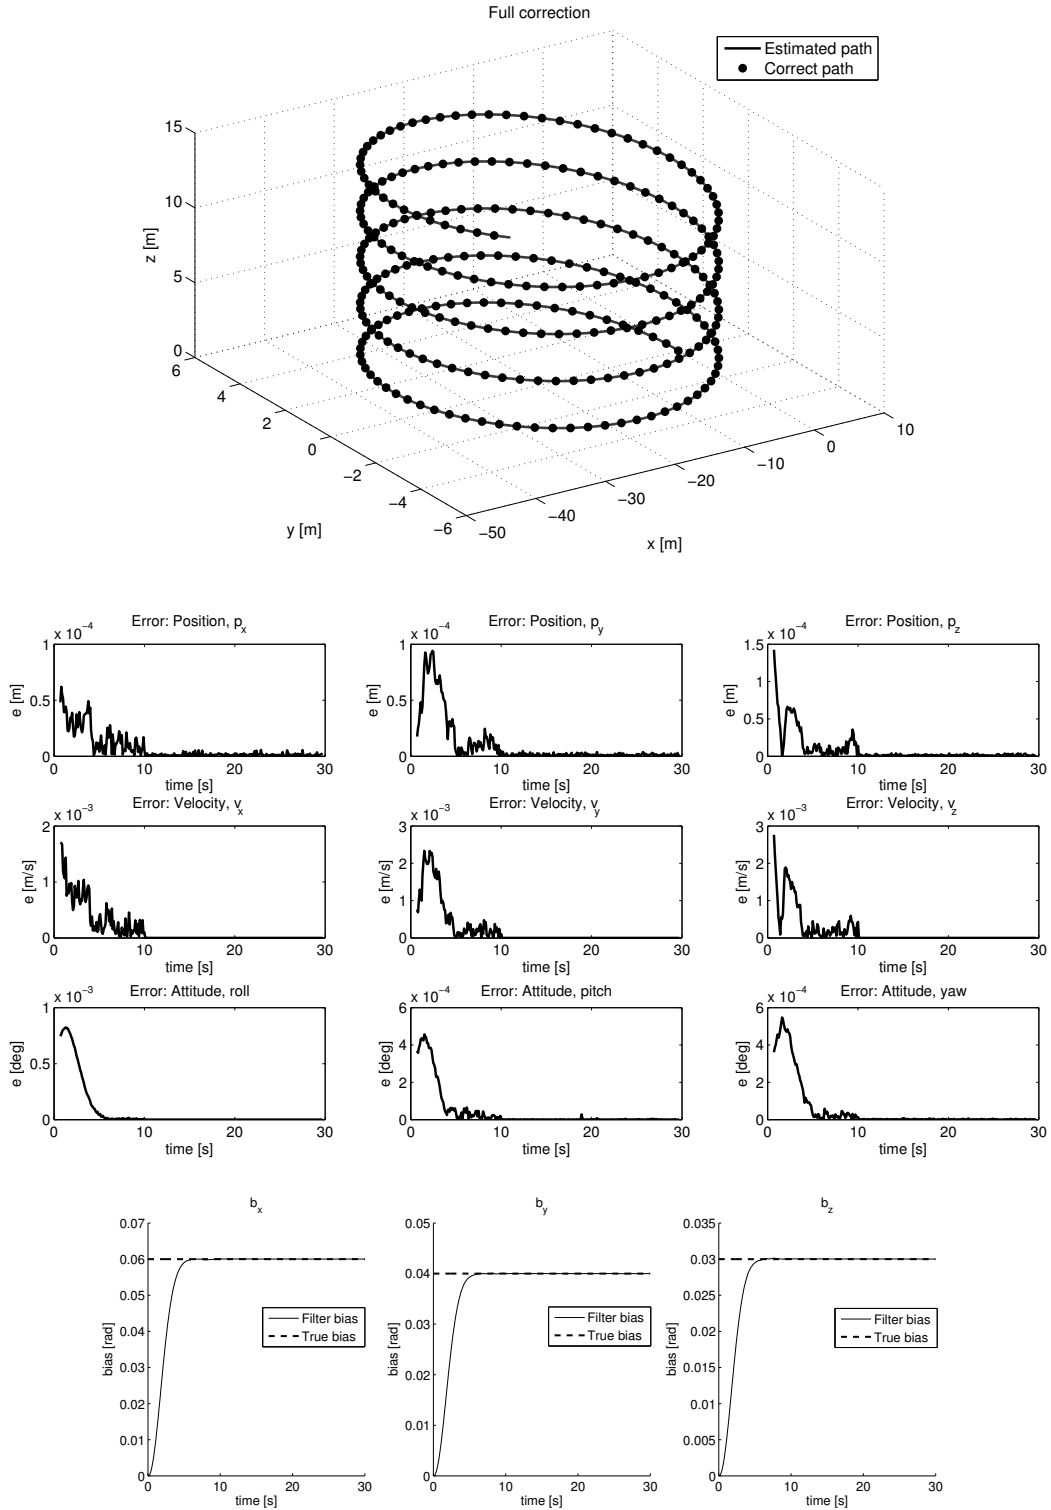 Full correction
Estimated path
Correct path
15
10
5
0
z [m]
6
4
2
0
−2
−4
−6
y [m]
−50
−40
−30
−20
−10
0
10
x [m]
Error: Position, p_x
x 10^-4
1
0.5
0
e [m]
0 10 20 30
time [s]
Error: Position, p_y
x 10^-4
1
0.5
0
e [m]
0 10 20 30
time [s]
Error: Position, p_z
x 10^-4
1.5
1
0.5
0
e [m]
0 10 20 30
time [s]
Error: Velocity, v_x
x 10^-3
2
1
0
e [m/s]
0 10 20 30
time [s]
Error: Velocity, v_y
x 10^-3
3
2
1
0
e [m/s]
0 10 20 30
time [s]
Error: Velocity, v_z
x 10^-3
3
2
1
0
e [m/s]
0 10 20 30
time [s]
Error: Attitude, roll
x 10^-3
1
0.5
0
e [deg]
0 10 20 30
time [s]
Error: Attitude, pitch
x 10^-4
6
4
2
0
e [deg]
0 10 20 30
time [s]
Error: Attitude, yaw
x 10^-4
6
4
2
0
e [deg]
0 10 20 30
time [s]
b_x
0.07
0.06
0.05
0.04
0.03
0.02
0.01
0
bias [rad]
Filter bias
True bias
0 10 20 30
time [s]
b_y
0.05
0.04
0.03
0.02
0.01
0
bias [rad]
Filter bias
True bias
0 10 20 30
time [s]
b_z
0.035
0.03
0.025
0.02
0.015
0.01
0.005
0
bias [rad]
Filter bias
True bias
0 10 20 30
time [s]